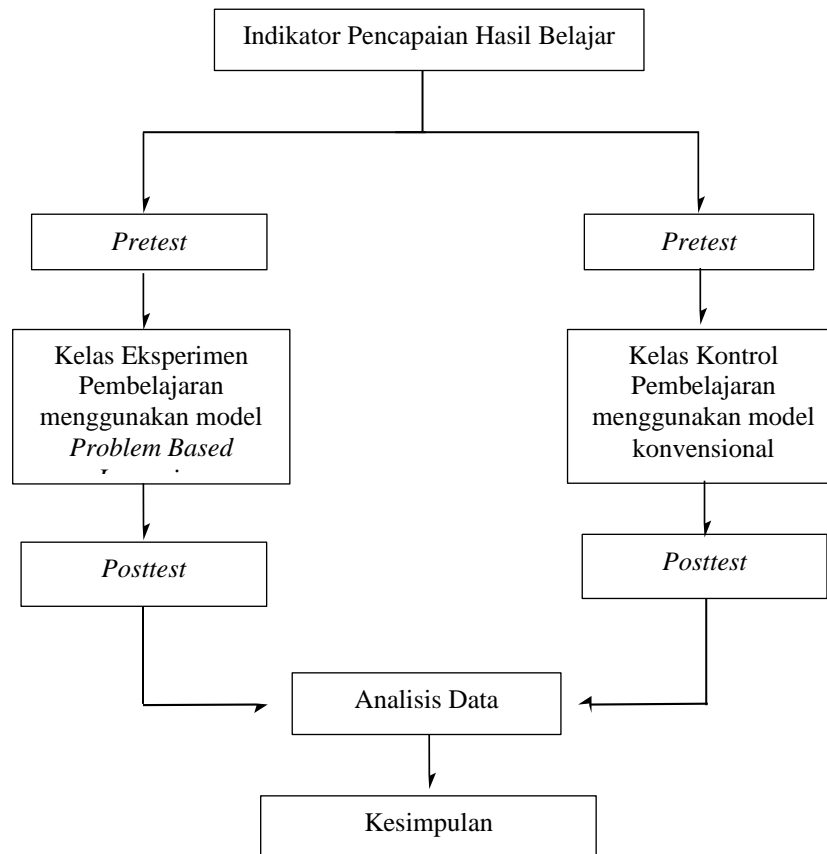 Indikator Pencapaian Hasil Belajar
Pretest
Pretest
Kelas Eksperimen
Pembelajaran
menggunakan model
Problem Based
Kelas Kontrol
Pembelajaran
menggunakan model
konvensional
Posttest
Posttest
Analisis Data
Kesimpulan